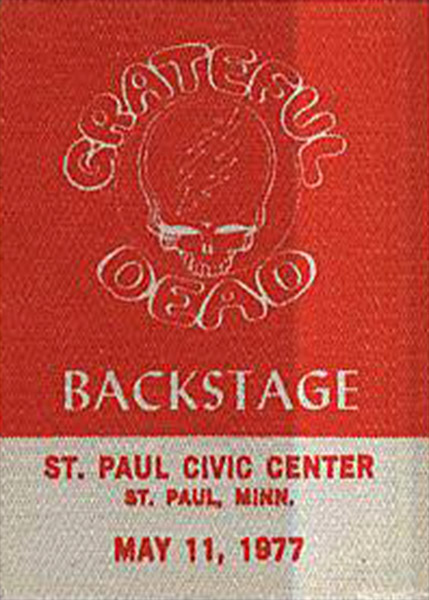 GRATEFUL
DEAD
BACKSTAGE
ST. PAUL CIVIC CENTER
ST. PAUL, MINN.
MAY 11, 1977